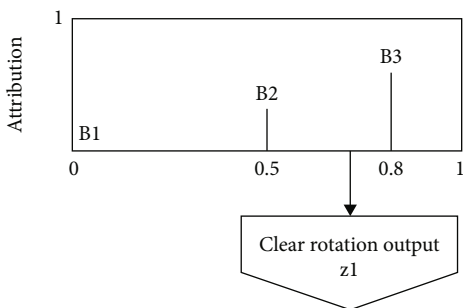 Attribution
1
B3
B2
B1
0
0.5
0.8
1
Clear rotation output
z1